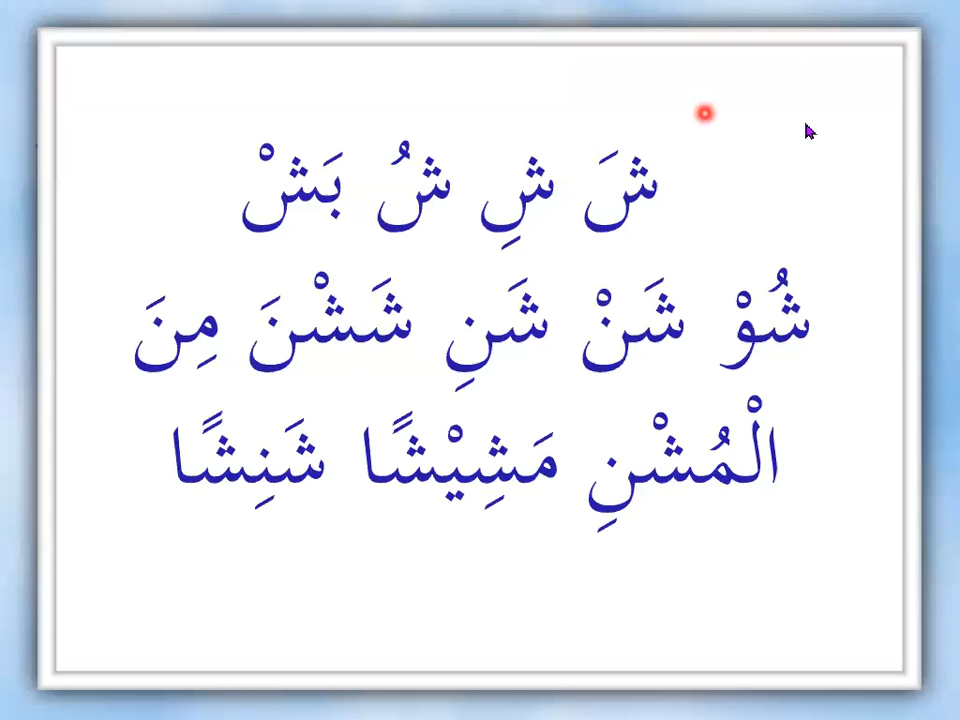 شَ شِ شُ بَشْ
شُوْ شَنْ شَنِ شَشْنَ مِنَ
الْمُشْنِ مَشِيْشًا شَنِشًا